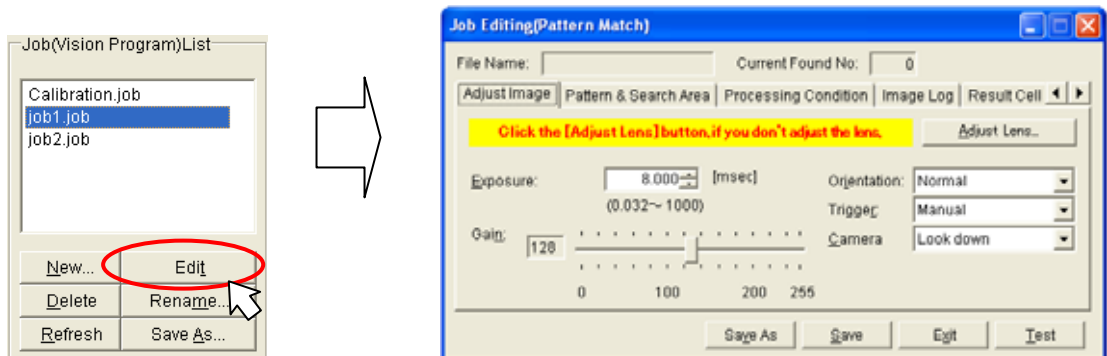 Job(Vision Program)List
Calibration.job
job1.job
job2.job
New... Edit
Delete Rename...
Refresh Save As...
Job Editing(Pattern Match)
File Name: Current Found No: 0
Adjust Image Pattern & Search Area Processing Condition Image Log Result Cell
Click the [Adjust Lens]button,if you don't adjust the lens. Adjust Lens...
Exposure: 8.000 [msec] Orientation: Normal
(0.032~ 1000) Trigger Manual
Gain: 128 Camera Look down
0 100 200 255
Save As Save Exit Test